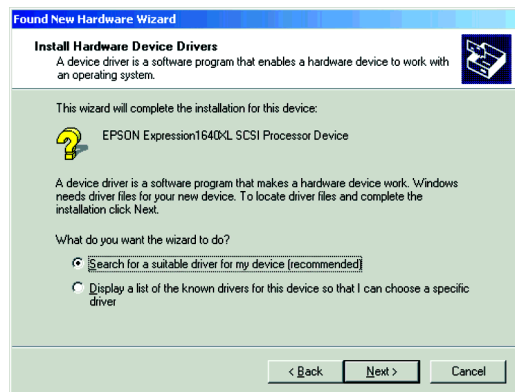 Found New Hardware Wizard
Install Hardware Device Drivers
A device driver is a software program that enables a hardware device to work with
an operating system.
This wizard will complete the installation for this device:
EPSON Expression1640XL SCSI Processor Device
A device driver is a software program that makes a hardware device work. Windows
needs driver files for your new device. To locate driver files and complete the
installation click Next.
What do you want the wizard to do?
Search for a suitable driver for my device (recommended)
Display a list of the known drivers for this device so that I can choose a specific
driver
< Back
Next >
Cancel